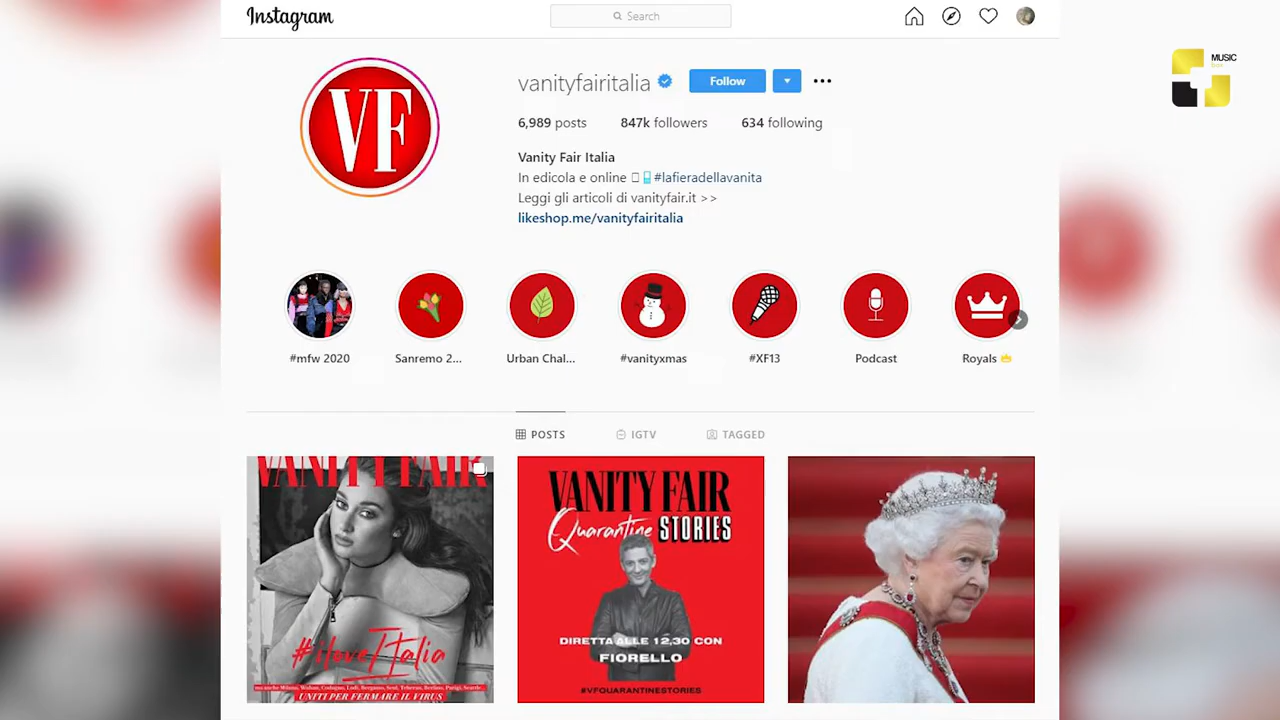 Instagram
Search
MUSIC
VF
vanityfairitalia
Follow
6,989 posts 847k followers 634 following
Vanity Fair Italia
In edicola e online #lafieradellavanita
Leggi gli articoli di vanityfair.it >>
likeshop.me/vanityfairitalia
#mfw 2020 Sanremo 2... Urban Chal... #vanityxmas #XF13 Podcast Royals
POSTS IGTV TAGGED
VANITY FAIR
#iloveItalia
UNITI PER FERMARE IL VIRUS
VANITY FAIR
Quarantine STORIES
DIRETTA ALLE 12,30 CON
FIORELLO
#VFQUARANTINESTORIES